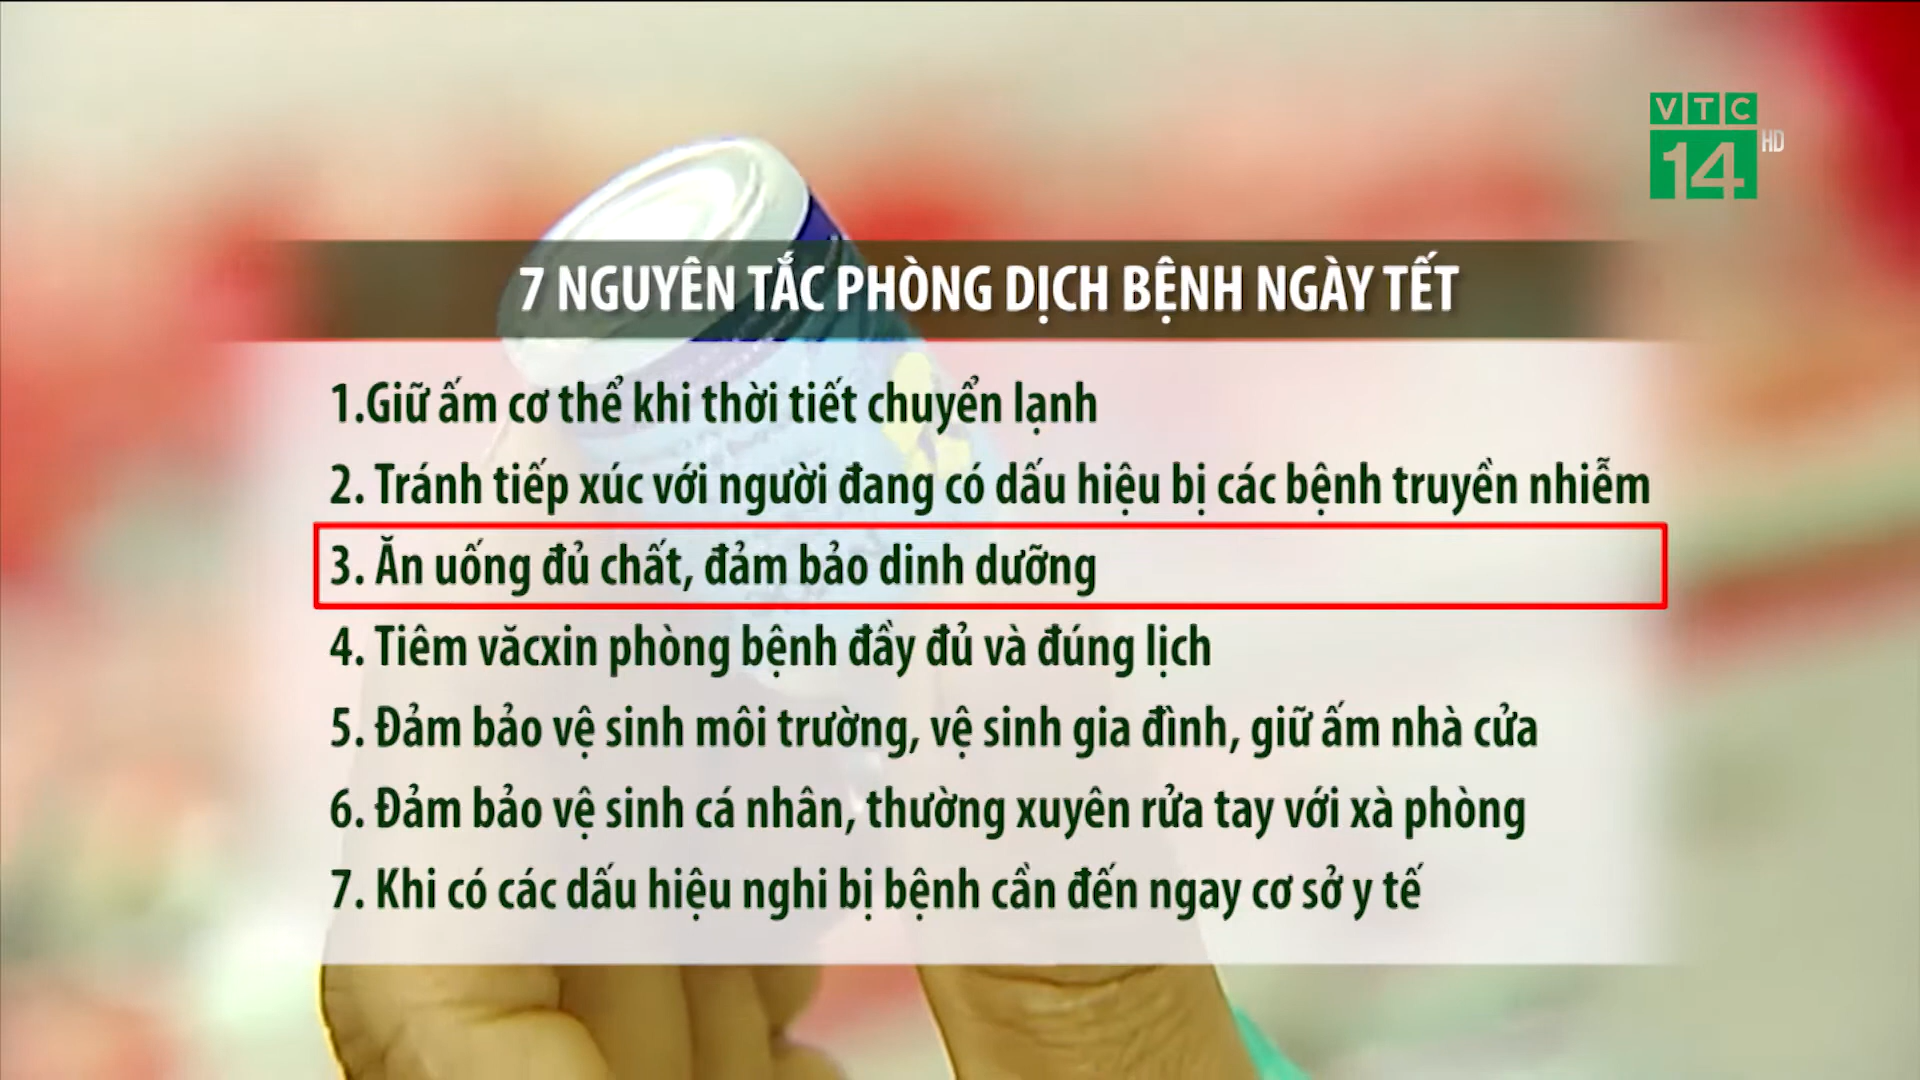 VTC
14 HD
7 NGUYÊN TẮC PHÒNG DỊCH BỆNH NGÀY TẾT
1.Giữ ấm cơ thể khi thời tiết chuyển lạnh
2. Tránh tiếp xúc với người đang có dấu hiệu bị các bệnh truyền nhiễm
3. Ăn uống đủ chất, đảm bảo dinh dưỡng
4. Tiêm văcxin phòng bệnh đầy đủ và đúng lịch
5. Đảm bảo vệ sinh môi trường, vệ sinh gia đình, giữ ấm nhà cửa
6. Đảm bảo vệ sinh cá nhân, thường xuyên rửa tay với xà phòng
7. Khi có các dấu hiệu nghi bị bệnh cần đến ngay cơ sở y tế